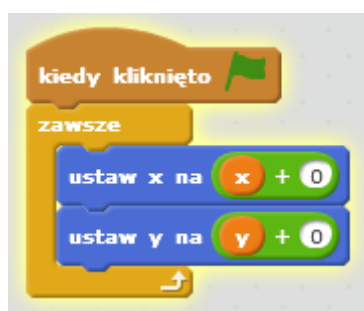 kiedy kliknięto
zawsze
ustaw x na x + 0
ustaw y na y + 0